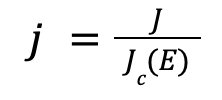 j = J / J_c(E)